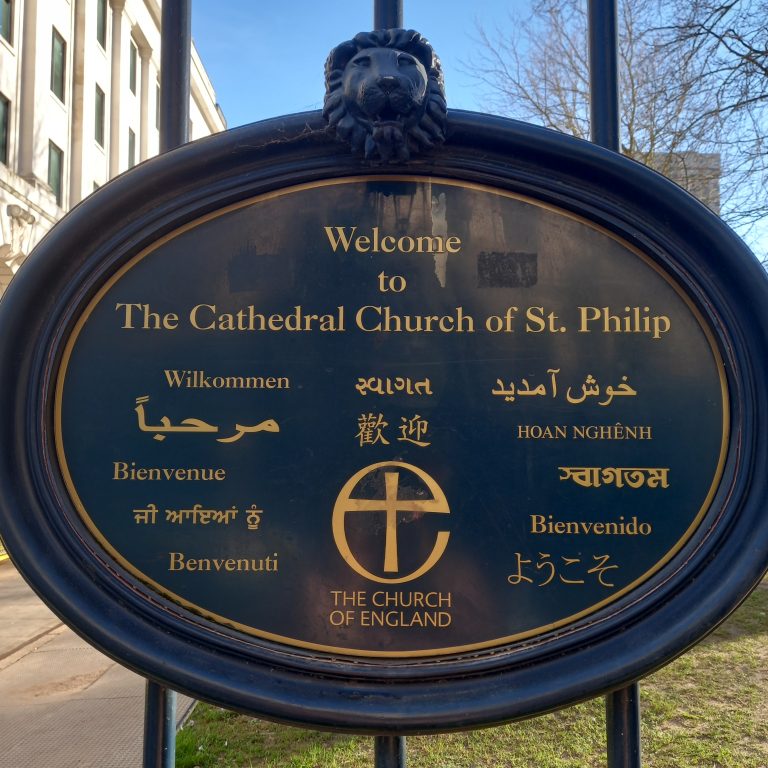 Welcome
to
The Cathedral Church of St. Philip
Wilkommen
સ્વાગત
خوش آمدید
مرحباً
歡迎
HOAN NGHÊNH
Bienvenue
স্বাগতম
ਜੀ ਆਇਆਂ ਨੂੰ
Bienvenido
Benvenuti
ようこそ
THE CHURCH
OF ENGLAND